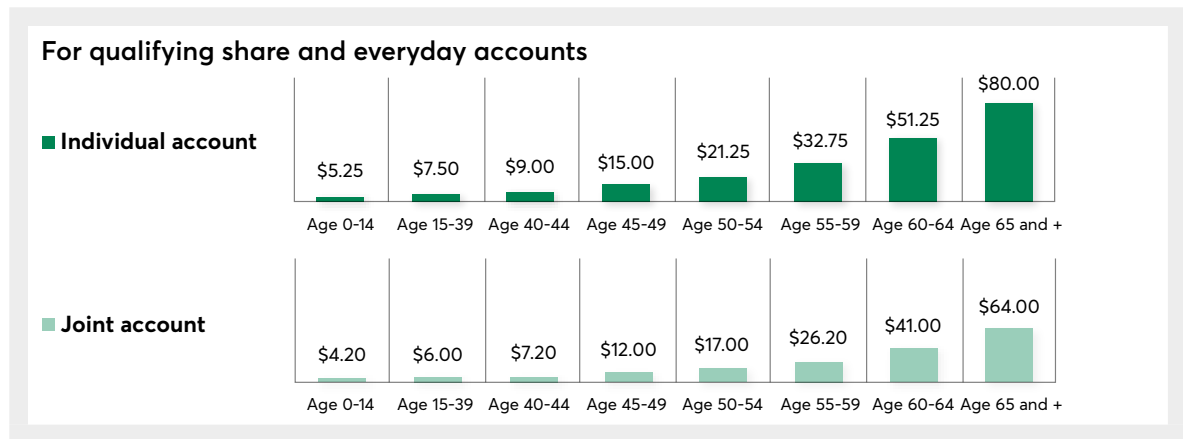 For qualifying share and everyday accounts
Individual account
$5.25 $7.50 $9.00 $15.00 $21.25 $32.75 $51.25 $80.00
Age 0-14 Age 15-39 Age 40-44 Age 45-49 Age 50-54 Age 55-59 Age 60-64 Age 65 and +
Joint account
$4.20 $6.00 $7.20 $12.00 $17.00 $26.20 $41.00 $64.00
Age 0-14 Age 15-39 Age 40-44 Age 45-49 Age 50-54 Age 55-59 Age 60-64 Age 65 and +